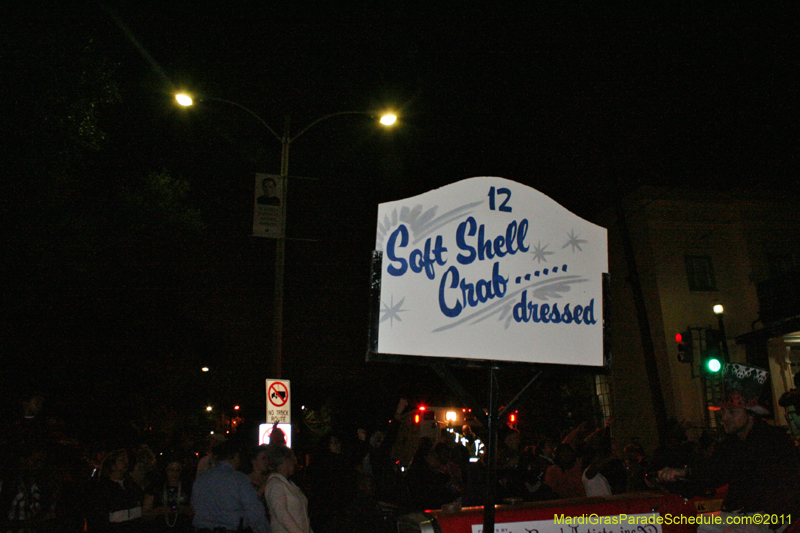 12
Soft Shell
Crab ......
dressed
NO TRUCK
ROUTE
MardiGrasParadeSchedule.com©2011